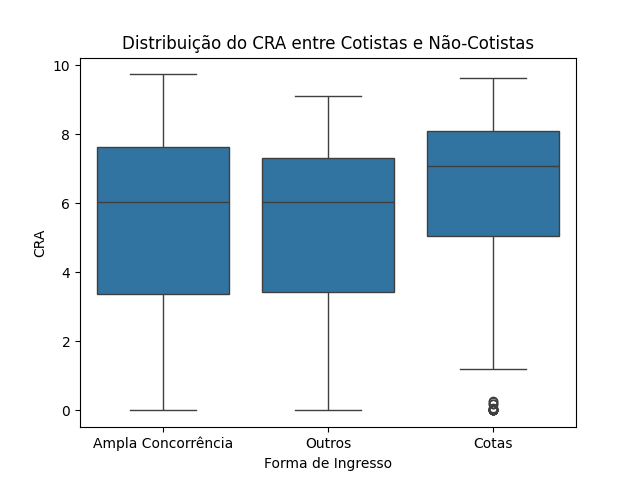 Distribuição do CRA entre Cotistas e Não-Cotistas
10
8
6
4
2
0
CRA
Ampla Concorrência
Outros
Cotas
Forma de Ingresso